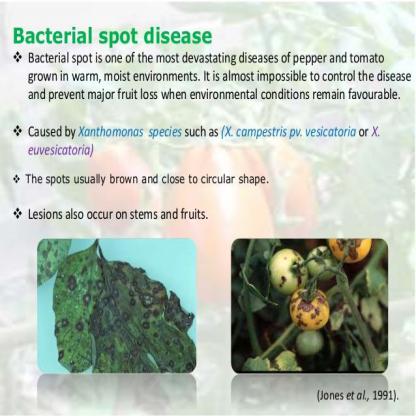 Bacterial spot disease
❖ Bacterial spot is one of the most devastating diseases of pepper and tomato
grown in warm, moist environments. It is almost impossible to control the disease
and prevent major fruit loss when environmental conditions remain favourable.
❖ Caused by Xanthomonas species such as (X. campestris pv. vesicatoria or X.
euvesicatoria)
❖ The spots usually brown and close to circular shape.
❖ Lesions also occur on stems and fruits.
(Jones et al., 1991).